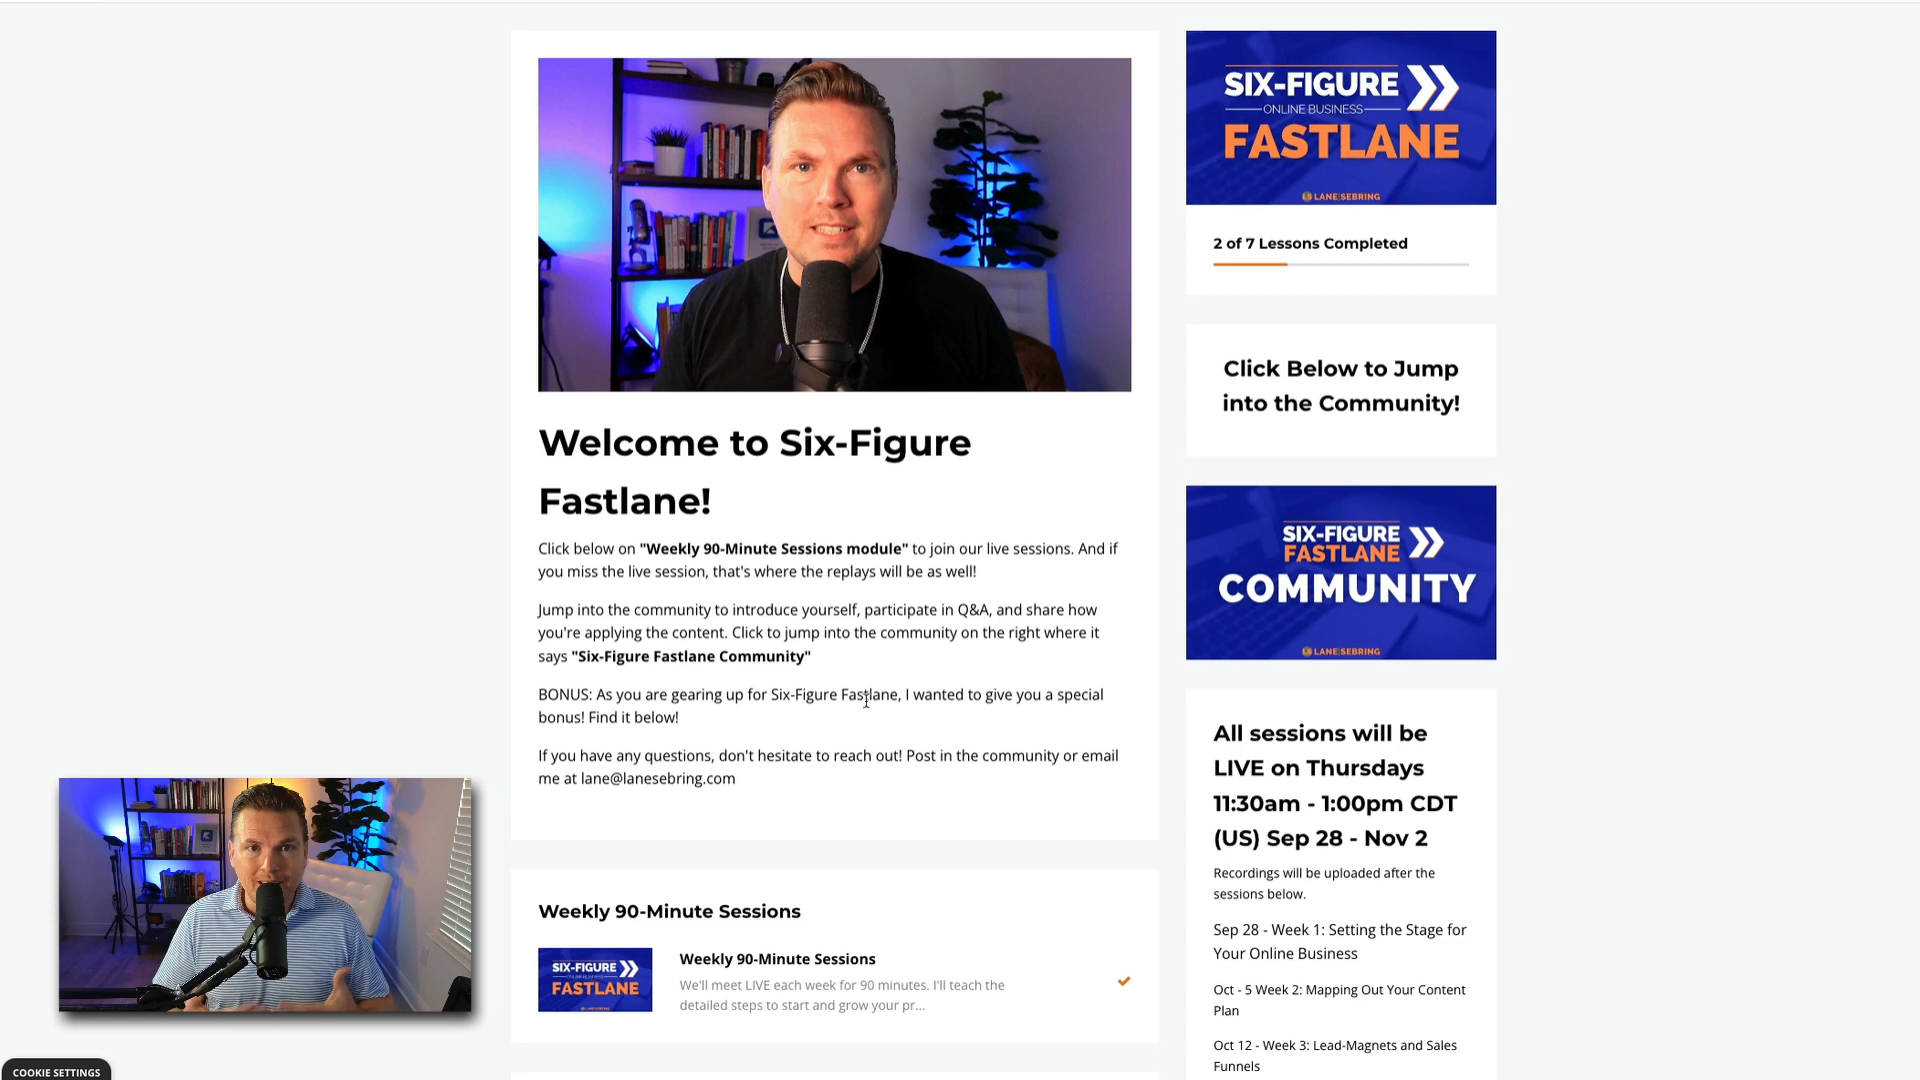 Welcome to Six-Figure
Fastlane!
Click below on "Weekly 90-Minute Sessions module" to join our live sessions. And if
you miss the live session, that's where the replays will be as well!
Jump into the community to introduce yourself, participate in Q&A, and share how
you're applying the content. Click to jump into the community on the right where it
says "Six-Figure Fastlane Community"
BONUS: As you are gearing up for Six-Figure Fastlane, I wanted to give you a special
bonus! Find it below!
If you have any questions, don't hesitate to reach out! Post in the community or email
me at lane@lanesebring.com
Weekly 90-Minute Sessions
SIX-FIGURE
ONLINE BUSINESS
FASTLANE
Weekly 90-Minute Sessions
We'll meet LIVE each week for 90 minutes. I'll teach the
detailed steps to start and grow your pr...
SIX-FIGURE
ONLINE BUSINESS
FASTLANE
LANE SEBRING
2 of 7 Lessons Completed
Click Below to Jump
into the Community!
SIX-FIGURE
FASTLANE
COMMUNITY
LANE SEBRING
All sessions will be
LIVE on Thursdays
11:30am - 1:00pm CDT
(US) Sep 28 - Nov 2
Recordings will be uploaded after the
sessions below.
Sep 28 - Week 1: Setting the Stage for
Your Online Business
Oct - 5 Week 2: Mapping Out Your Content
Plan
Oct 12 - Week 3: Lead-Magnets and Sales
Funnels
COOKIE SETTINGS